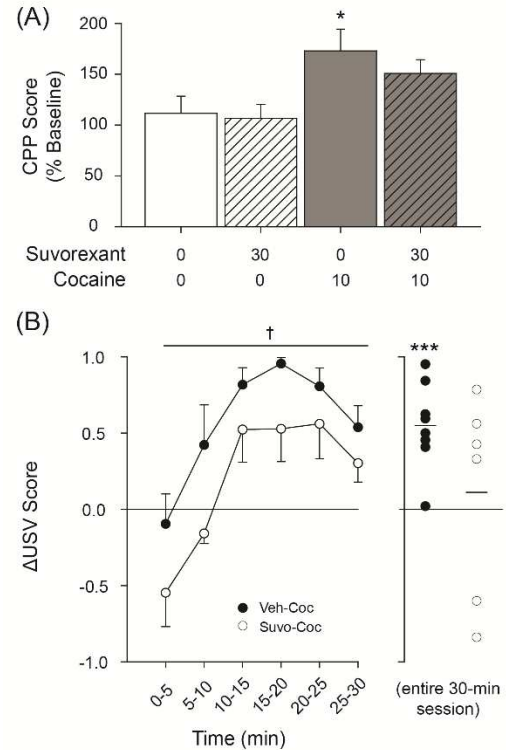 (A)
CPP Score
(% Baseline)
200
150
100
50
0
*
Suvorexant 0 30 0 30
Cocaine 0 0 10 10
(B)
†
***
ΔUSV Score
1.0
0.5
0.0
-0.5
-1.0
Veh-Coc
Suvo-Coc
0-5 5-10 10-15 15-20 20-25 25-30
Time (min)
(entire 30-min
session)